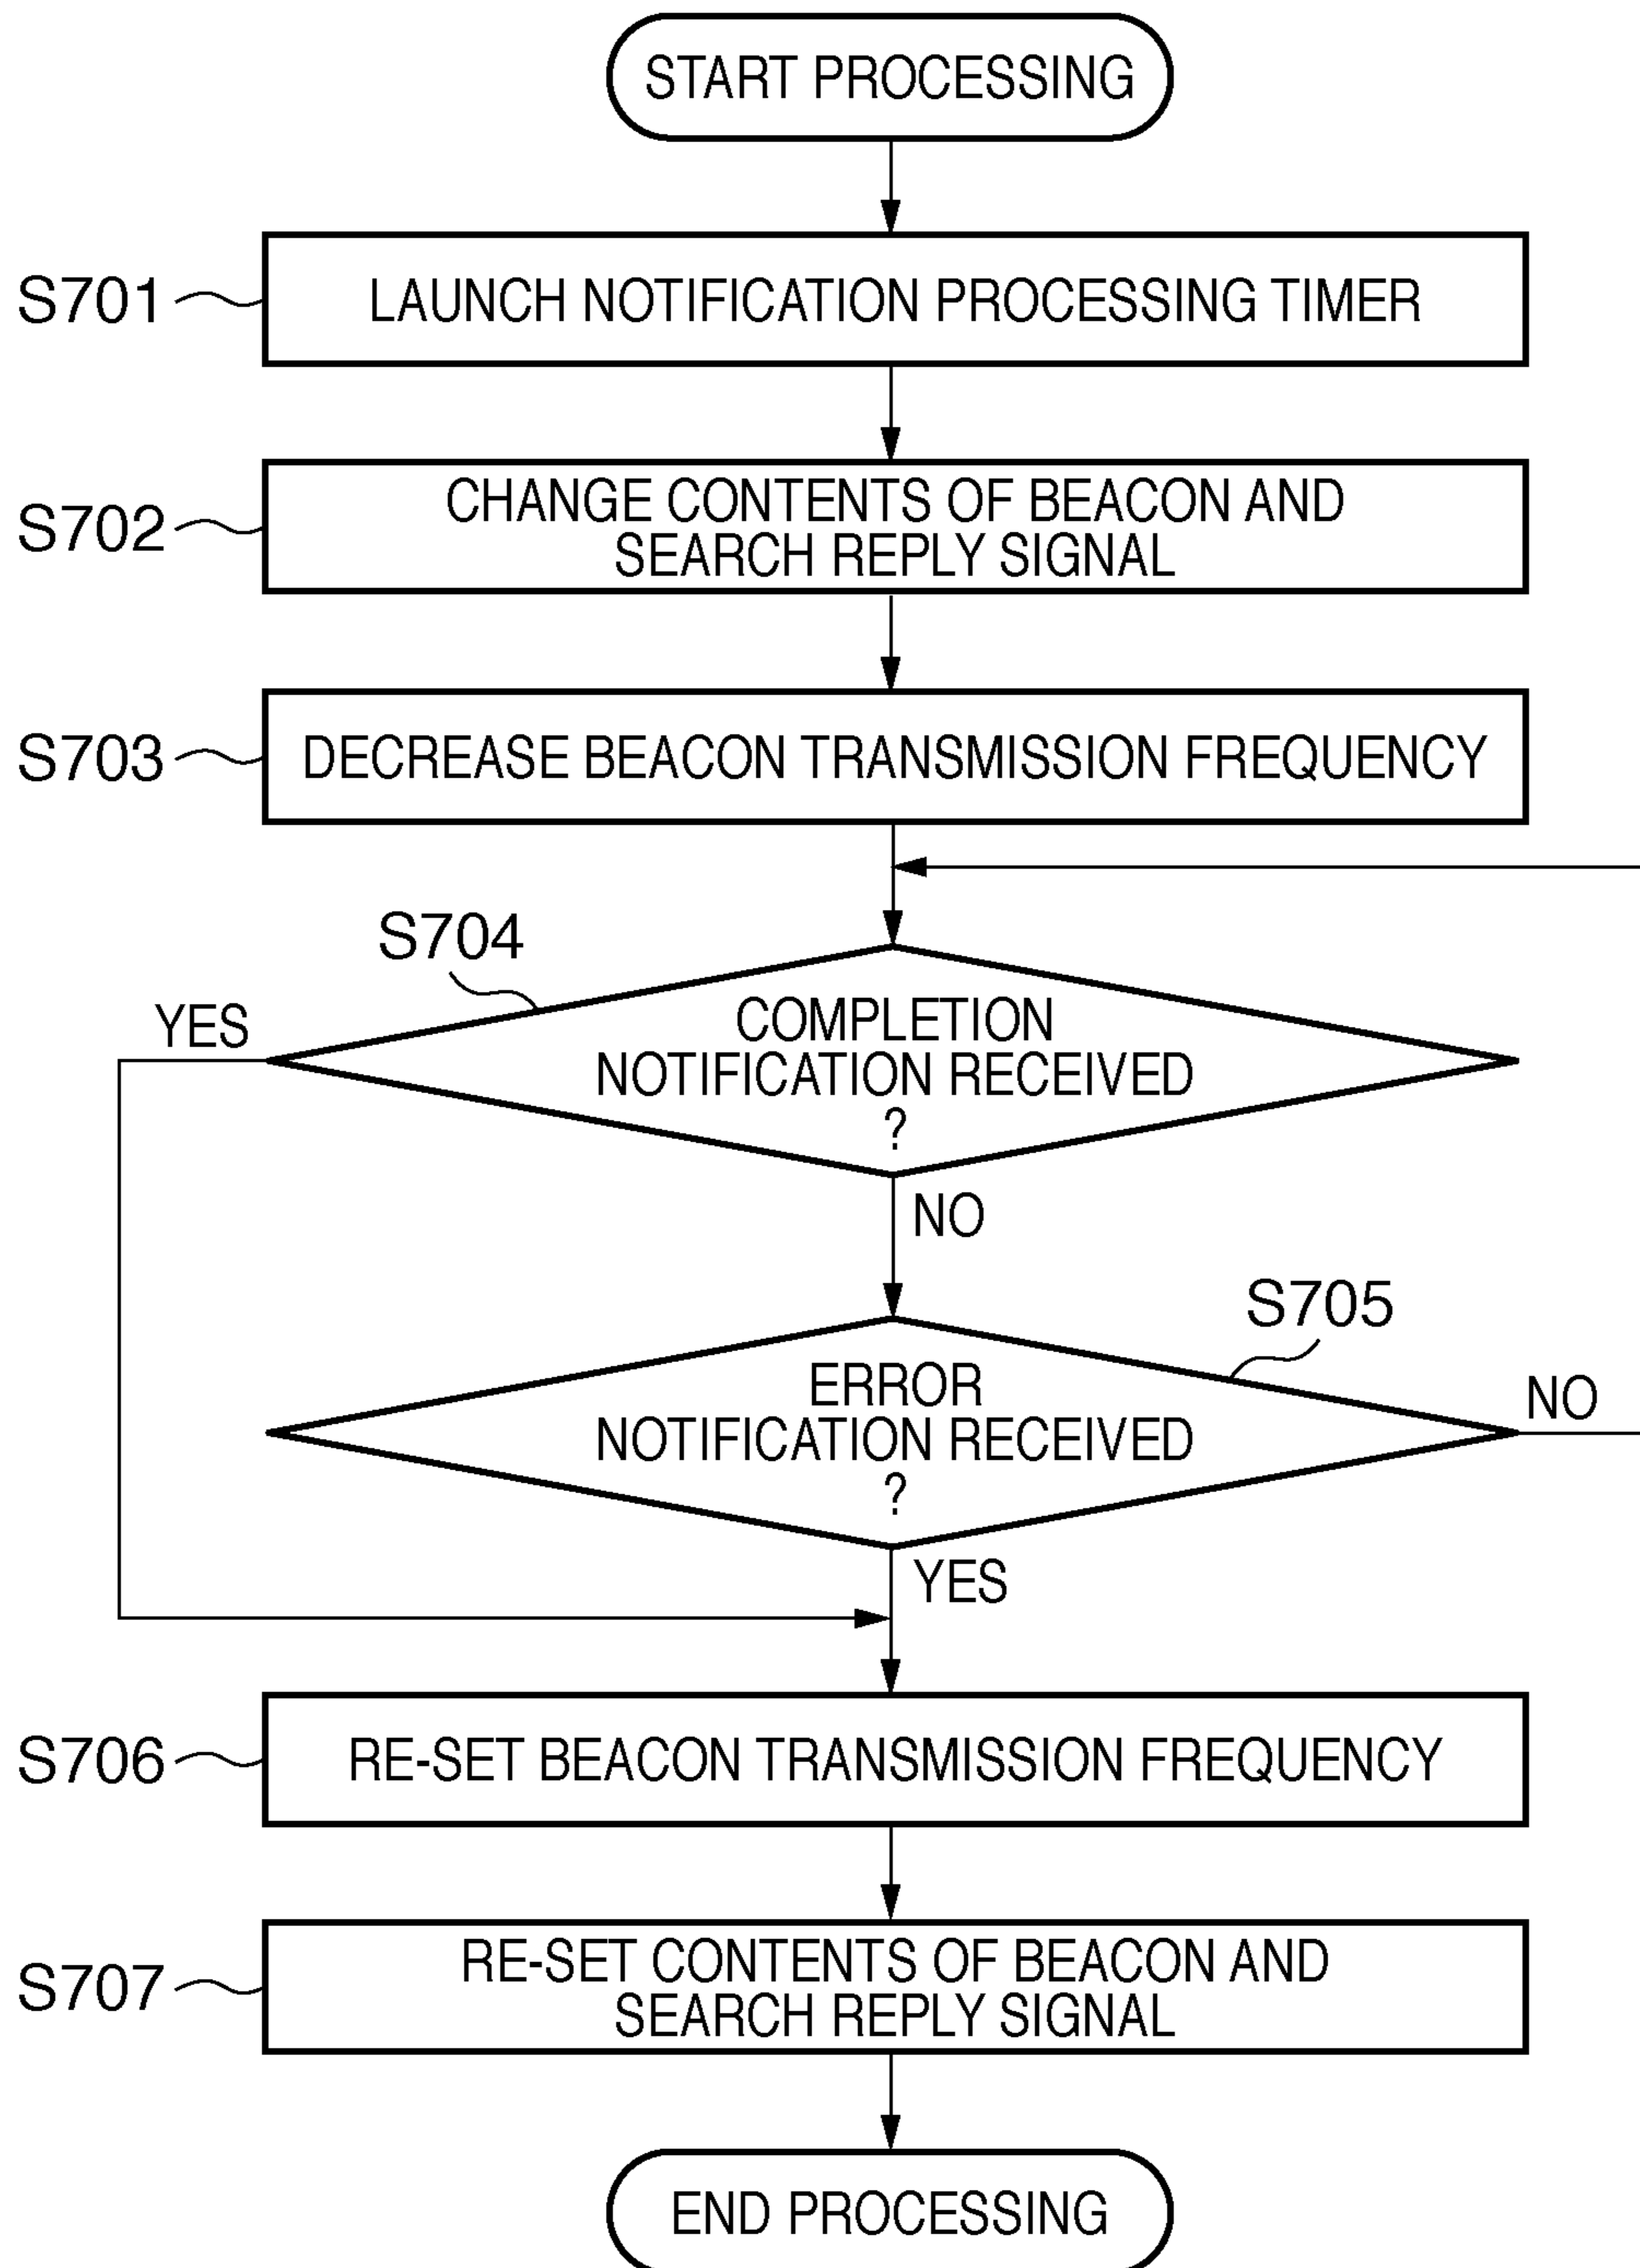 START PROCESSING
S701
LAUNCH NOTIFICATION PROCESSING TIMER
S702
CHANGE CONTENTS OF BEACON AND
SEARCH REPLY SIGNAL
S703
DECREASE BEACON TRANSMISSION FREQUENCY
S704
YES
COMPLETION
NOTIFICATION RECEIVED
?
NO
S705
ERROR
NOTIFICATION RECEIVED
?
NO
YES
S706
RE-SET BEACON TRANSMISSION FREQUENCY
S707
RE-SET CONTENTS OF BEACON AND
SEARCH REPLY SIGNAL
END PROCESSING